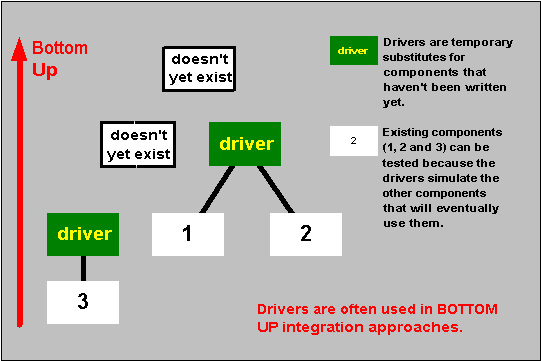 Bottom
Up
doesn't
yet exist
doesn't
yet exist
driver
driver
1
2
3
driver
Drivers are temporary
substitutes for
components that
haven't been written
yet.
2
Existing components
(1, 2 and 3) can be
tested because the
drivers simulate the
other components
that will eventually
use them.
Drivers are often used in BOTTOM
UP integration approaches.